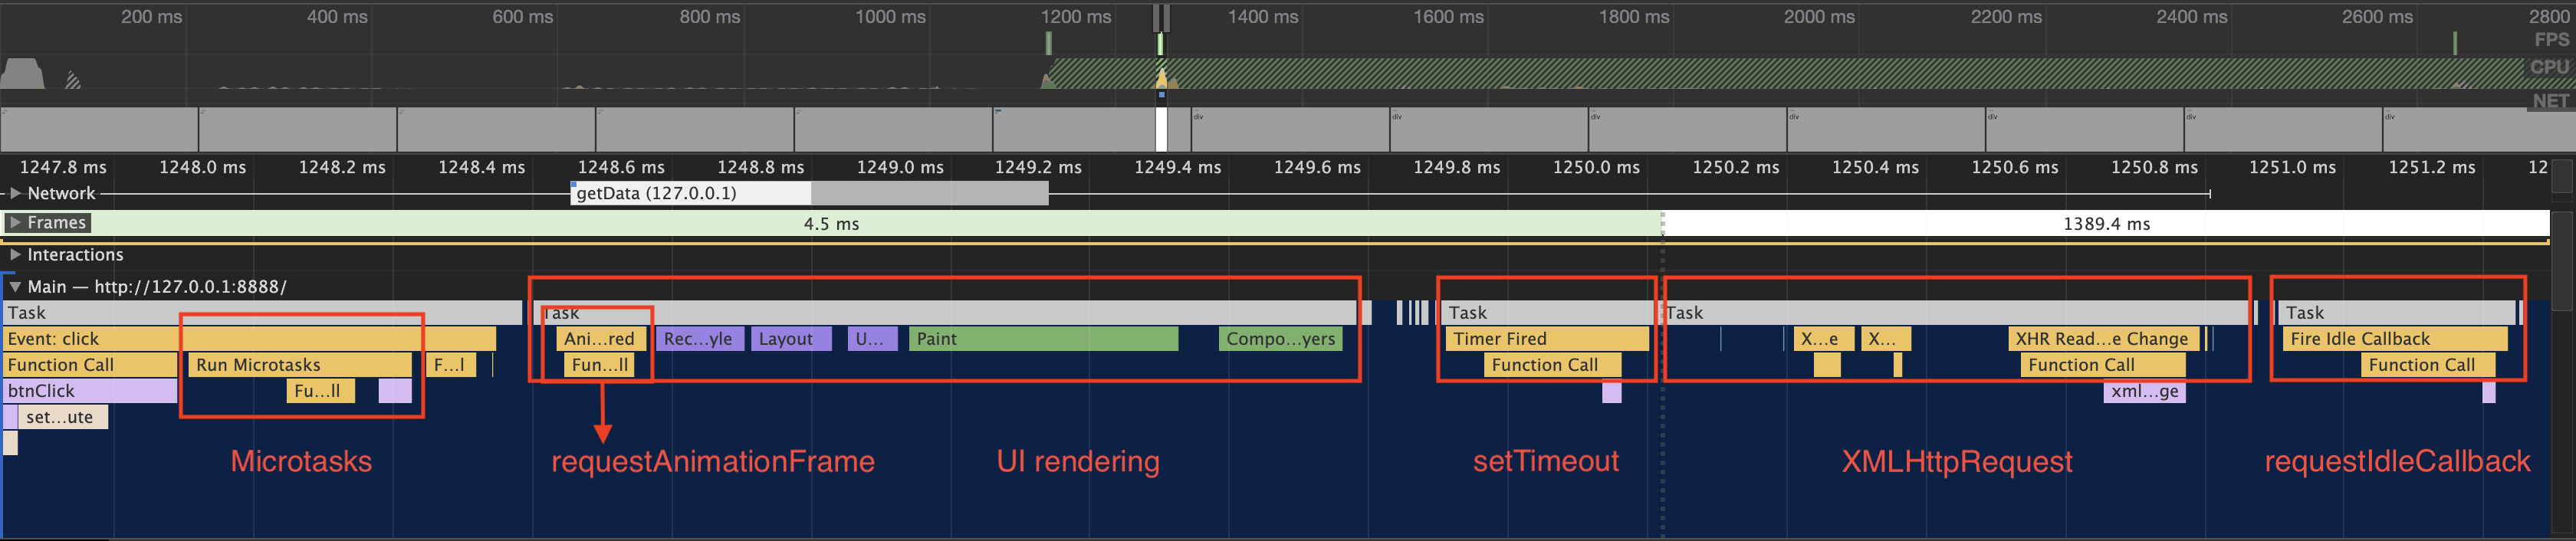 200 ms 400 ms 600 ms 800 ms 1000 ms 1200 ms 1400 ms 1600 ms 1800 ms 2000 ms 2200 ms 2400 ms 2600 ms 2800
FPS
CPU
NET
div div div div div div div
1247.8 ms 1248.0 ms 1248.2 ms 1248.4 ms 1248.6 ms 1248.8 ms 1249.0 ms 1249.2 ms 1249.4 ms 1249.6 ms 1249.8 ms 1250.0 ms 1250.2 ms 1250.4 ms 1250.6 ms 1250.8 ms 1251.0 ms 1251.2 ms 12
Network getData (127.0.0.1)
Frames 4.5 ms 1389.4 ms
Interactions
Main — http://127.0.0.1:8888/
Task Task Task Task Task
Event: click Ani...red Rec...yle Layout U... Paint Compo...yers Timer Fired X...e X... XHR Read...e Change Fire Idle Callback
Function Call Run Microtasks F...l Fun...ll Function Call Function Call Function Call
btnClick Fu...ll xml...ge
set...ute
Microtasks requestAnimationFrame UI rendering setTimeout XMLHttpRequest requestIdleCallback